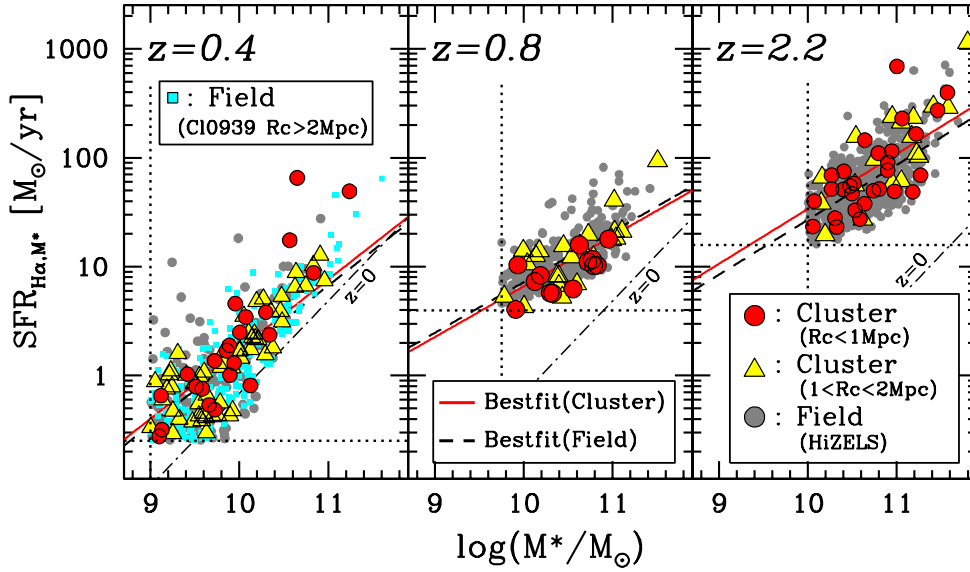 z=0.4
z=0.8
z=2.2
1000
100
10
1
SFR_{Hα,M*} [M_⊙/yr]
: Field
(Cl0939 Rc>2Mpc)
z=0
z=0
z=0
Bestfit(Cluster)
Bestfit(Field)
: Cluster
(Rc<1Mpc)
: Cluster
(1<Rc<2Mpc)
: Field
(HiZELS)
9 10 11 9 10 11 9 10 11
log(M*/M_⊙)